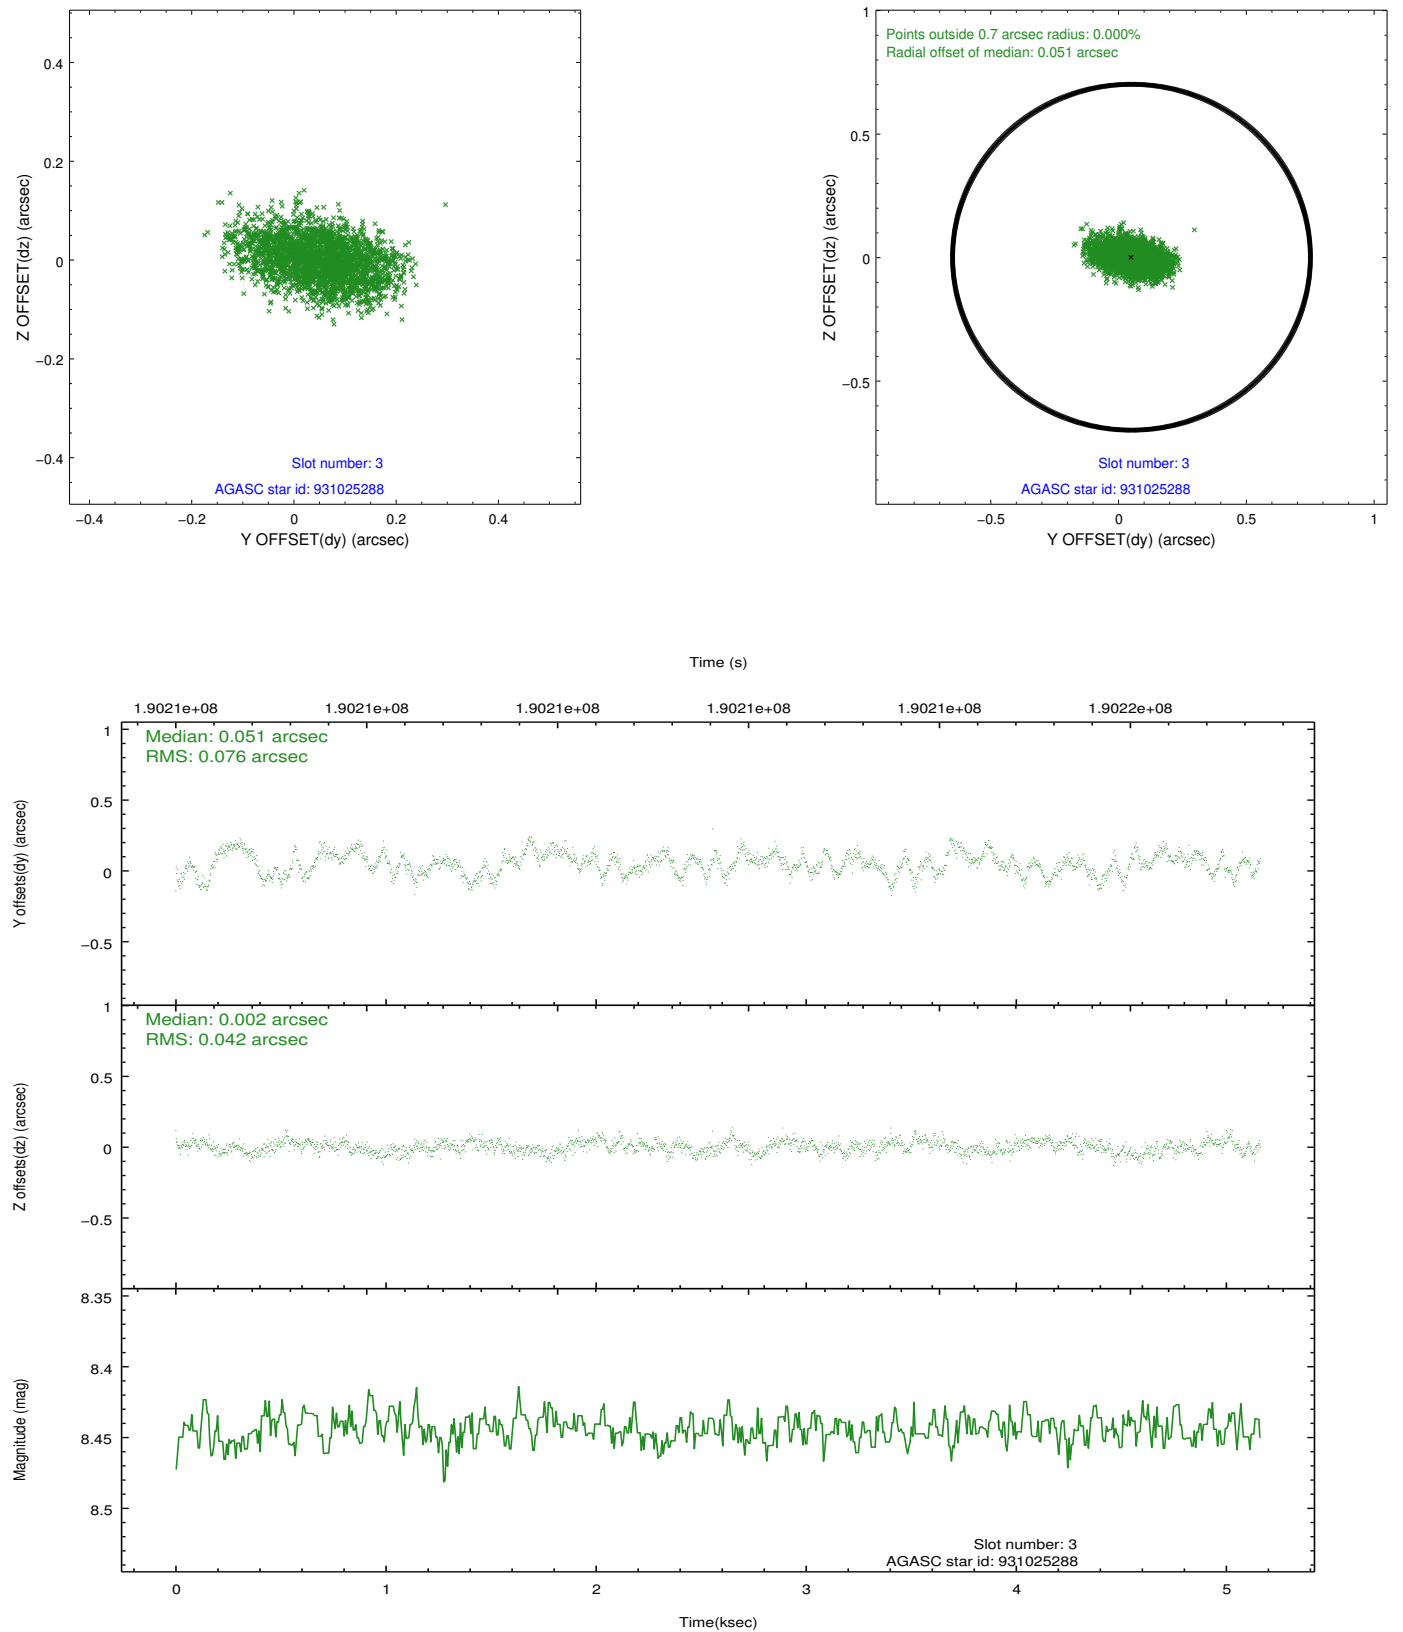 0.4
0.2
0
−0.2
−0.4
Z OFFSET(dz) (arcsec)
Slot number: 3
AGASC star id: 931025288
−0.4 −0.2 0 0.2 0.4
Y OFFSET(dy) (arcsec)
Points outside 0.7 arcsec radius: 0.000%
Radial offset of median: 0.051 arcsec
1
0.5
0
−0.5
Z OFFSET(dz) (arcsec)
Slot number: 3
AGASC star id: 931025288
−0.5 0 0.5 1
Y OFFSET(dy) (arcsec)
Time (s)
1.9021e+08 1.9021e+08 1.9021e+08 1.9021e+08 1.9021e+08 1.9022e+08
Median: 0.051 arcsec
RMS: 0.076 arcsec
1
0.5
0
−0.5
Y offsets(dy) (arcsec)
Median: 0.002 arcsec
RMS: 0.042 arcsec
1
0.5
0
−0.5
Z offsets(dz) (arcsec)
8.35
8.4
8.45
8.5
Magnitude (mag)
Slot number: 3
AGASC star id: 931025288
0 1 2 3 4 5
Time(ksec)